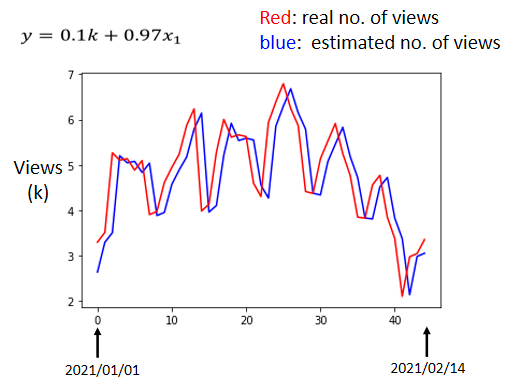 y = 0.1k + 0.97x₁
Red: real no. of views
blue: estimated no. of views
Views
(k)
7
6
5
4
3
2
0 10 20 30 40
2021/01/01 2021/02/14